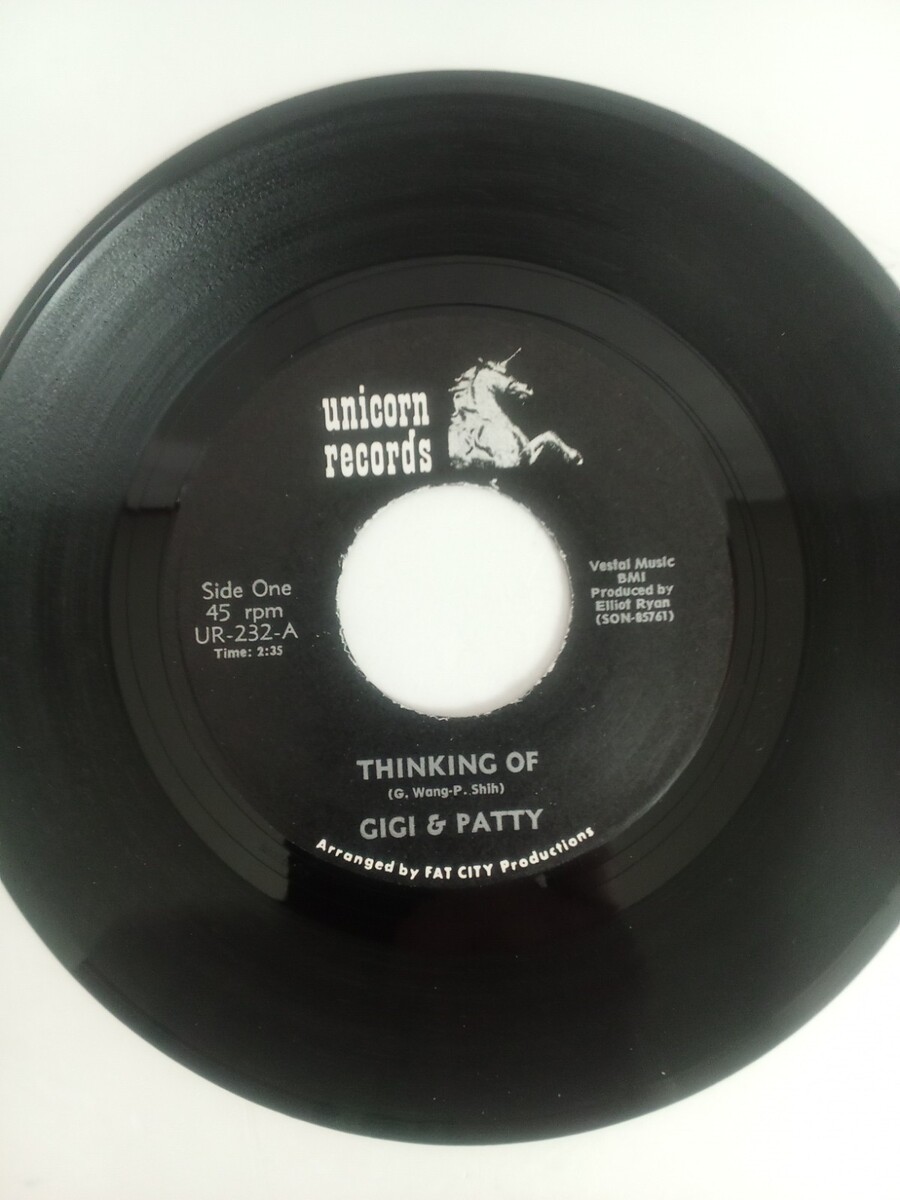 unicorn
records
Side One
45 rpm
UR-232-A
Time: 2:35
Vestal Music
BMI
Produced by
Elliot Ryan
(SON-85761)
THINKING OF
(G. Wang-P. Shih)
GIGI & PATTY
Arranged by FAT CITY Productions